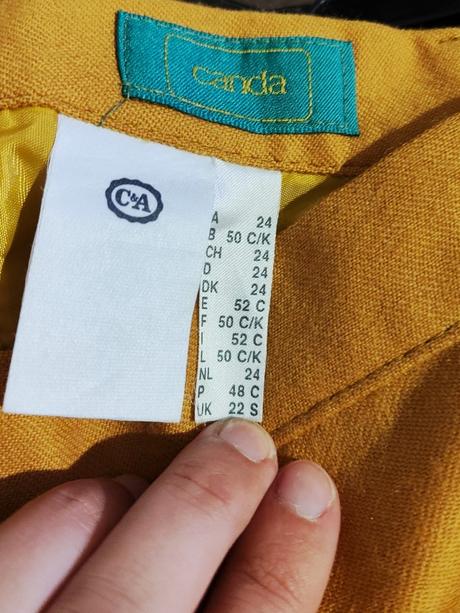 canda
C&A
A 24
B 50 C/K
CH 24
D 24
DK 24
E 52 C
F 50 C/K
I 52 C
L 50 C/K
NL 24
P 48 C
UK 22 S